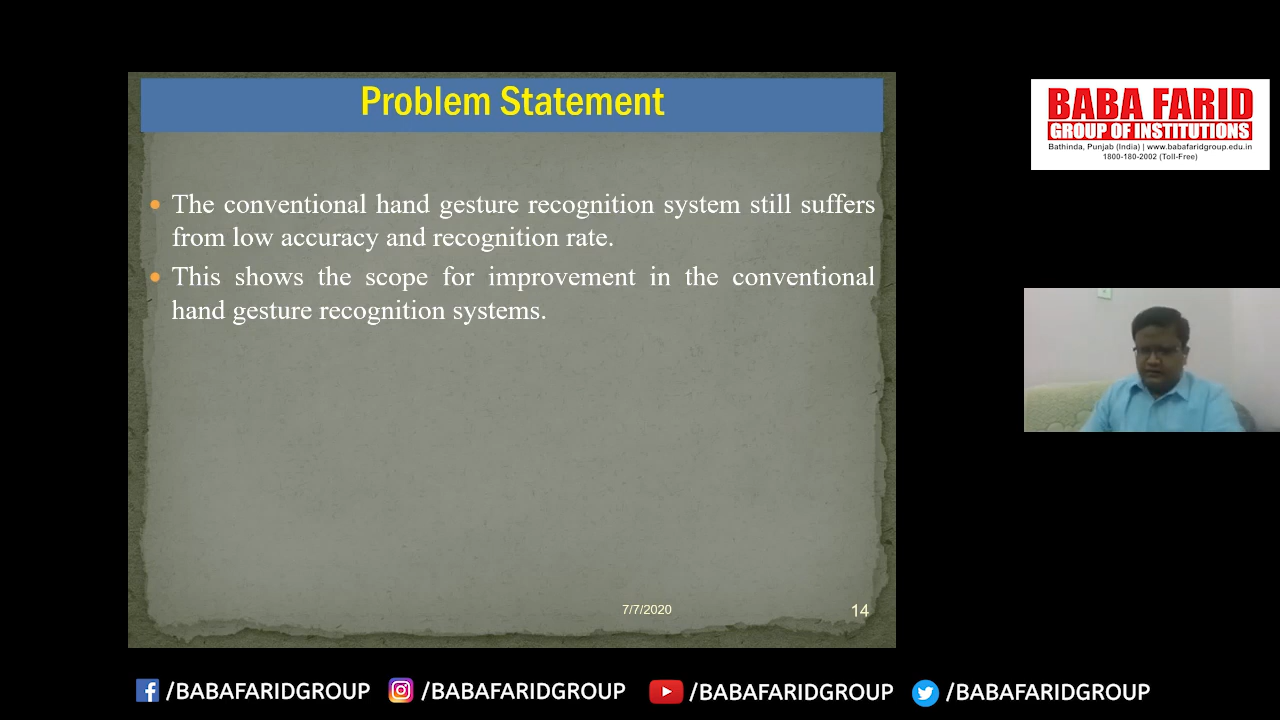 Problem Statement
BABA FARID
GROUP OF INSTITUTIONS
Bathinda, Punjab (India) | www.babafaridgroup.edu.in
1800-180-2002 (Toll-Free)
• The conventional hand gesture recognition system still suffers
from low accuracy and recognition rate.
• This shows the scope for improvement in the conventional
hand gesture recognition systems.
7/7/2020
14
/BABAFARIDGROUP
/BABAFARIDGROUP
/BABAFARIDGROUP
/BABAFARIDGROUP